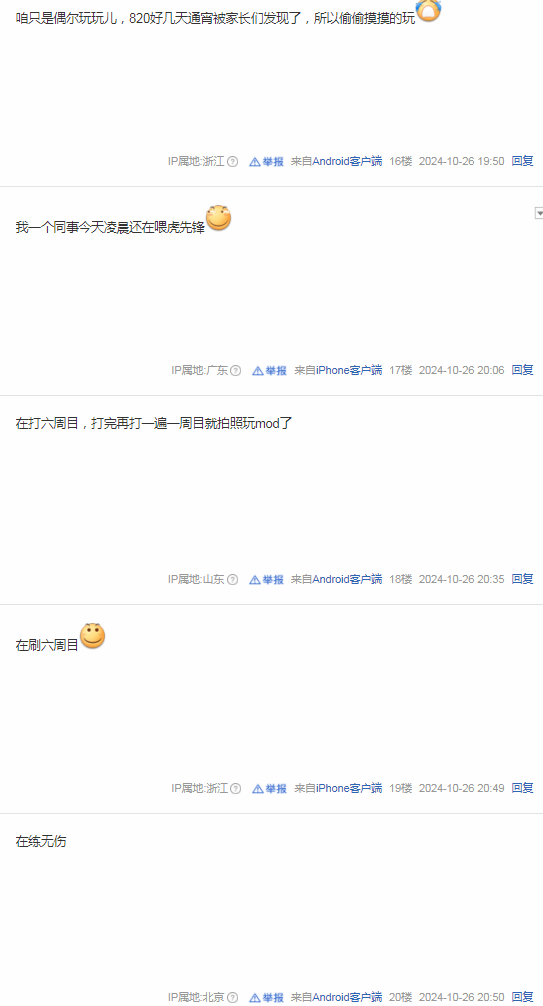 咱只是偶尔玩玩儿，820好几天通宵被家长们发现了，所以偷偷摸摸的玩
IP属地:浙江 举报 来自Android客户端 16楼 2024-10-26 19:50 回复
我一个同事今天凌晨还在喂虎先锋
IP属地:广东 举报 来自iPhone客户端 17楼 2024-10-26 20:06 回复
在打六周目，打完再打一遍一周目就拍照玩mod了
IP属地:山东 举报 来自Android客户端 18楼 2024-10-26 20:35 回复
在刷六周目
IP属地:浙江 举报 来自iPhone客户端 19楼 2024-10-26 20:49 回复
在练无伤
IP属地:北京 举报 来自Android客户端 20楼 2024-10-26 20:50 回复